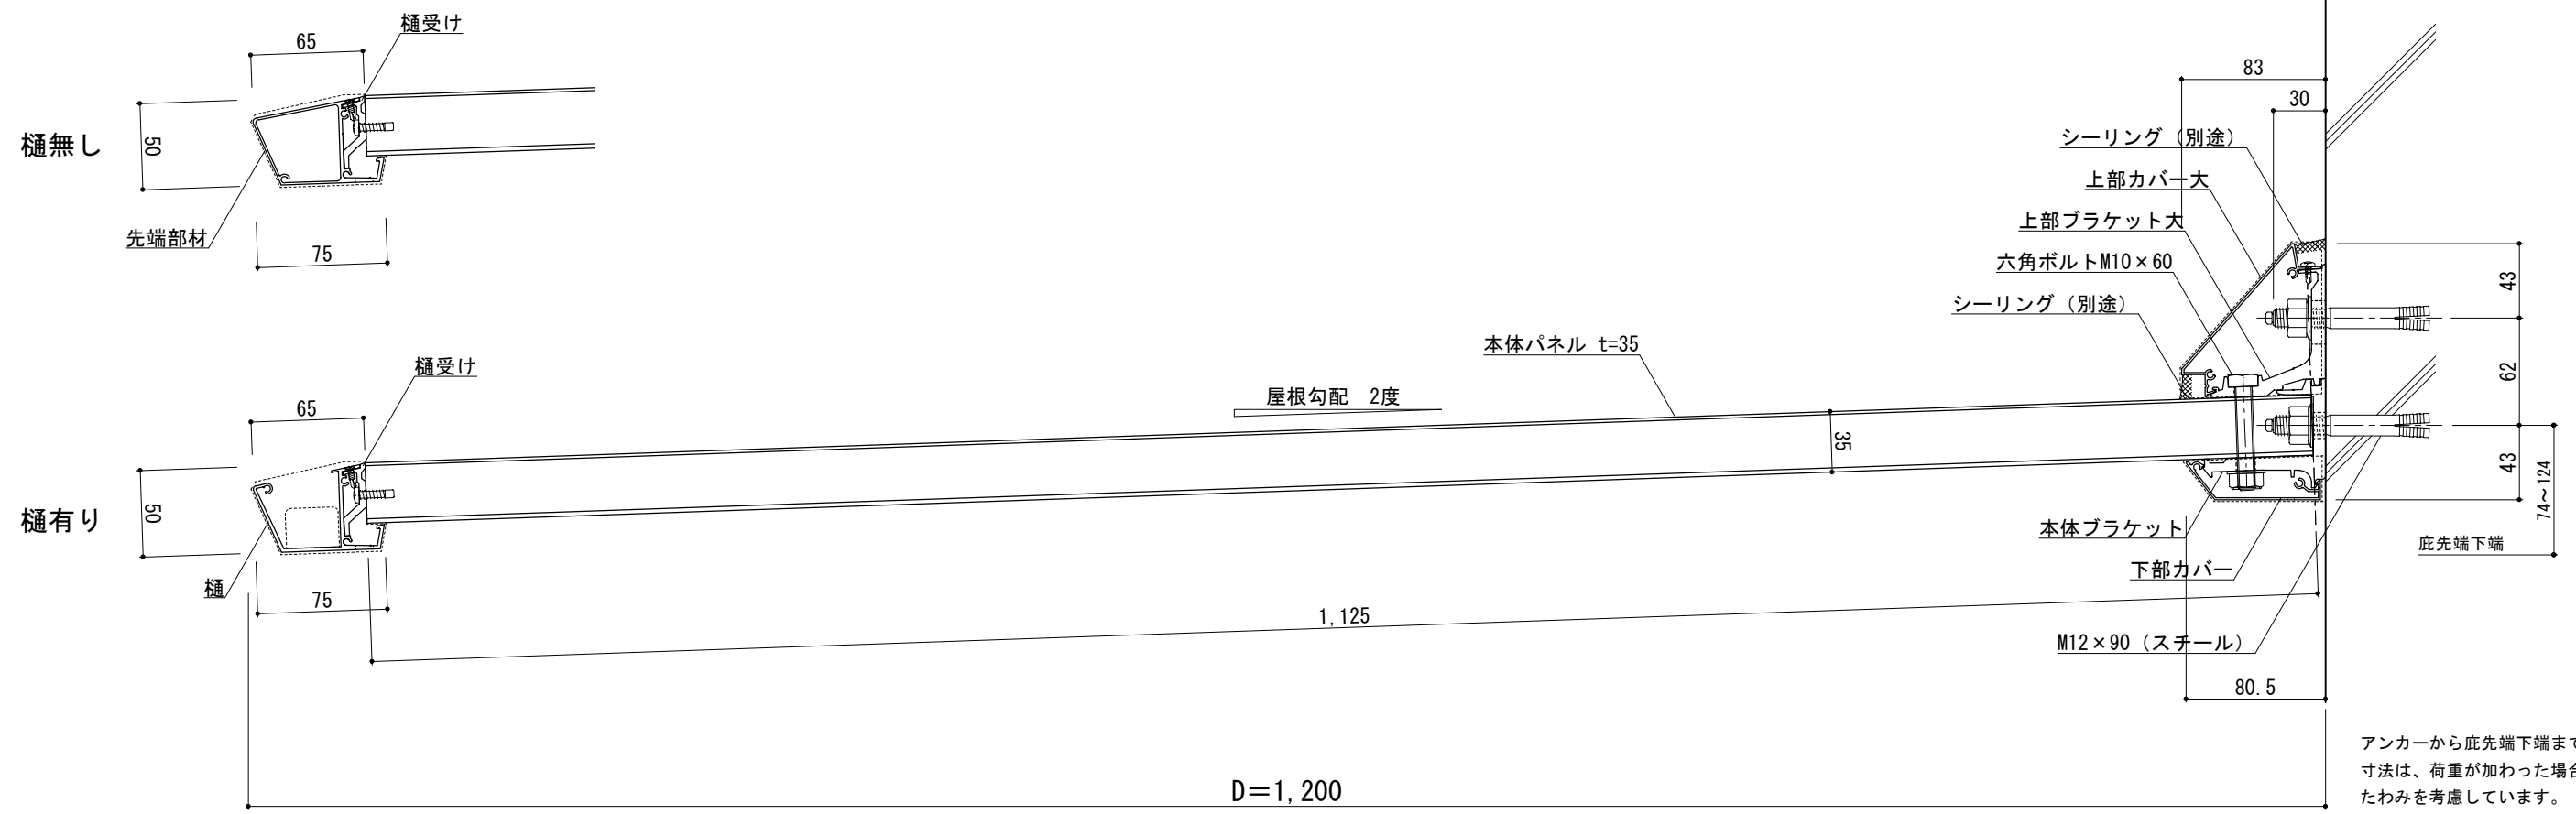 樋無し
65
樋受け
50
先端部材
75
83
30
シーリング（別途）
上部カバー大
上部ブラケット大
六角ボルトM10×60
シーリング（別途）
本体パネル t=35
屋根勾配　2度
35
43
62
43
74~124
庇先端下端
樋有り
65
樋受け
50
樋
75
1,125
本体ブラケット
下部カバー
M12×90（スチール）
80.5
D＝1,200
アンカーから庇先端下端まで
寸法は、荷重が加わった場合
たわみを考慮しています。